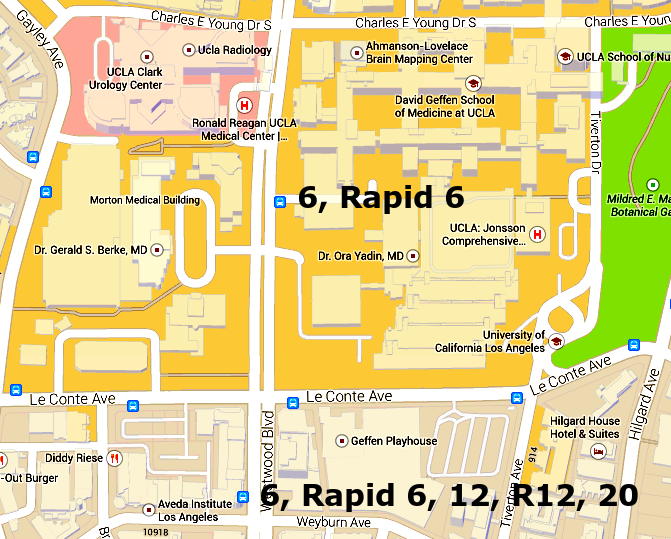 Charles E Young Dr S
Charles E Young Dr S
Charles E Young
Gayley Ave
Ucla Radiology
UCLA Clark
Urology Center
Ahmanson-Lovelace
Brain Mapping Center
UCLA School of Nu
David Geffen School
of Medicine at UCLA
H
Ronald Reagan UCLA
Medical Center |...
Tiverton Dr
Morton Medical Building
6, Rapid 6
Mildred E. Ma
Botanical Ga
UCLA: Jonsson
Comprehensive...
H
Dr. Gerald S. Berke, MD
Dr. Ora Yadin, MD
University of
California Los Angeles
Le Conte Ave
Le Conte Ave
Le Conte Ave
Hilgard Ave
Westwood Blvd
Geffen Playhouse
Hilgard House
Hotel & Suites
Diddy Riese
-Out Burger
914
Tiverton Ave
6, Rapid 6, 12, R12, 20
Aveda Institute
Los Angeles
Weyburn Ave
10918
Br